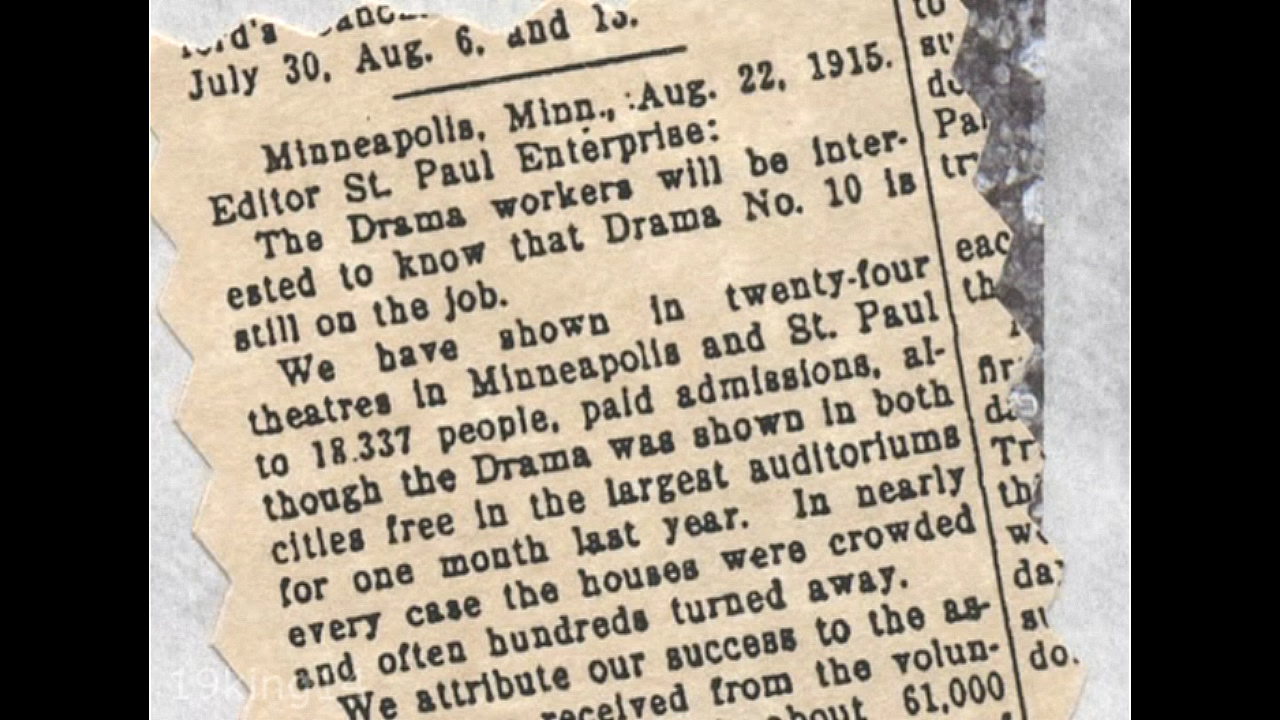 July 30, Aug. 6, and 13.
Minneapolis, Minn., Aug. 22, 1915.
Editor St. Paul Enterprise:
The Drama workers will be inter-
ested to know that Drama No. 10 is
still on the job.
We have shown in twenty-four
theatres in Minneapolis and St. Paul
to 18.337 people, paid admissions, al-
though the Drama was shown in both
cities free in the largest auditoriums
for one month last year. In nearly
every case the houses were crowded
and often hundreds turned away.
We attribute our success to the as-
received from the volun-
about 61,000
to
su
do
Pa
tr
eac
th
fir
da
Tr
th
w
da
su
do.